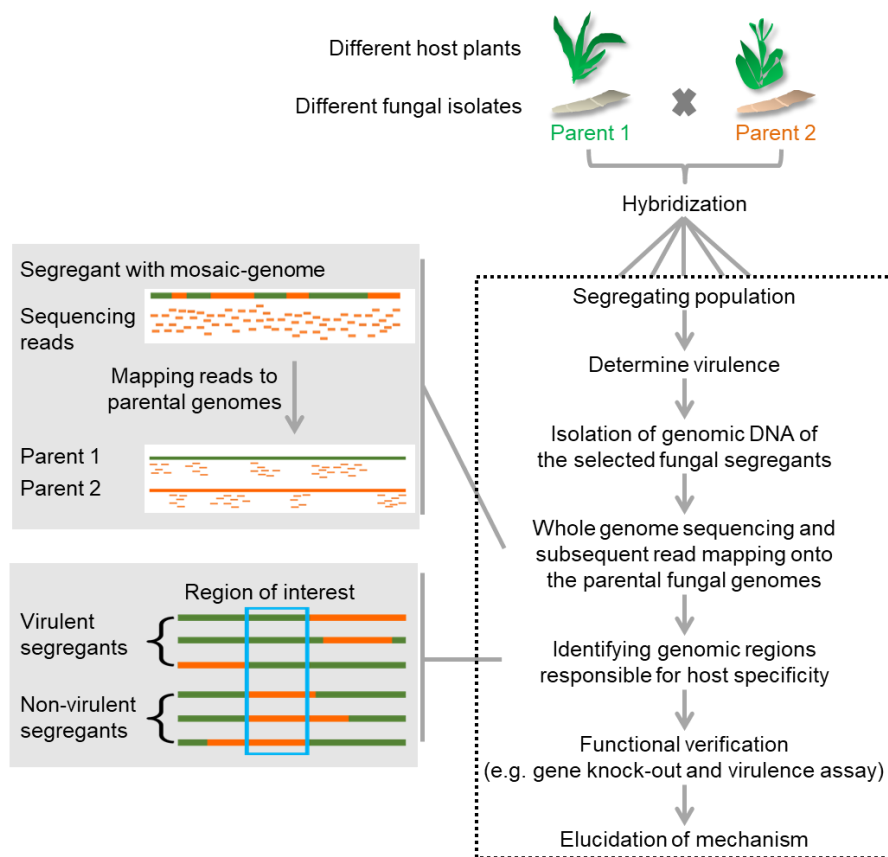 Different host plants
Different fungal isolates
Parent 1
Parent 2
Hybridization
Segregant with mosaic-genome
Sequencing
reads
Mapping reads to
parental genomes
Parent 1
Parent 2
Region of interest
Virulent
segregants
Non-virulent
segregants
Segregating population
Determine virulence
Isolation of genomic DNA of
the selected fungal segregants
Whole genome sequencing and
subsequent read mapping onto
the parental fungal genomes
Identifying genomic regions
responsible for host specificity
Functional verification
(e.g. gene knock-out and virulence assay)
Elucidation of mechanism